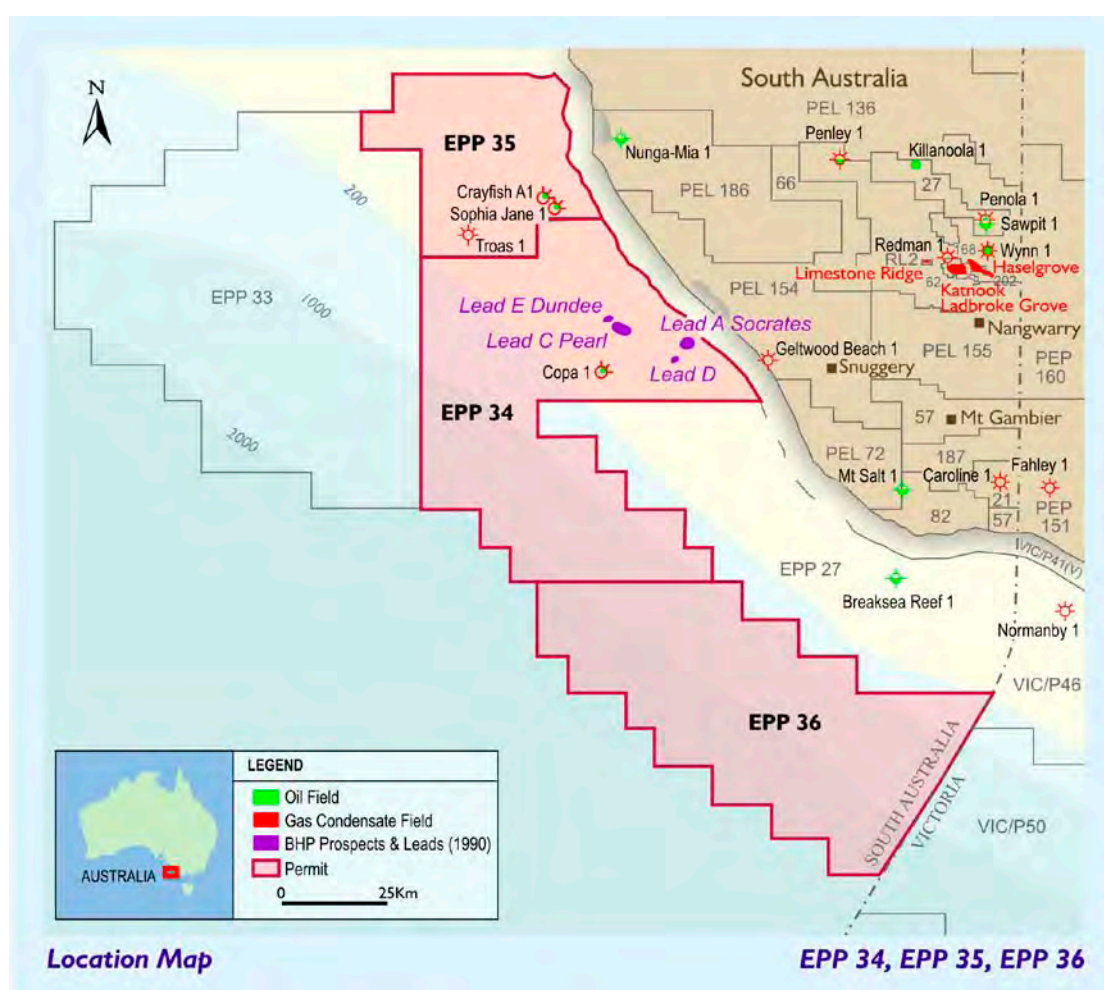 South Australia
PEL 136
N
EPP 35
Nunga-Mia 1
Penley 1
Killanoola 1
PEL 186
66
27
Crayfish A1
Sophia Jane 1
Troas 1
200
Penola 1
Sawpit 1
Redman 1
168
Wynn 1
RL2
Limestone Ridge
62
202
Haselgrove
Katnook
Ladbroke Grove
EPP 33
1000
PEL 154
Lead E Dundee
Lead A Socrates
Lead C Pearl
Nangwarry
Geltwood Beach 1
PEL 155
PEP
160
Copa 1
Lead D
Snuggery
EPP 34
57
Mt Gambier
2000
PEL 72
187
Mt Salt 1
Caroline 1
Fahley 1
21
82
57
PEP
151
VIC/P41(V)
EPP 27
Breaksea Reef 1
Normanby 1
VIC/P46
EPP 36
SOUTH AUSTRALIA
VICTORIA
VIC/P50
LEGEND
Oil Field
Gas Condensate Field
BHP Prospects & Leads (1990)
Permit
0 25Km
AUSTRALIA
Location Map
EPP 34, EPP 35, EPP 36